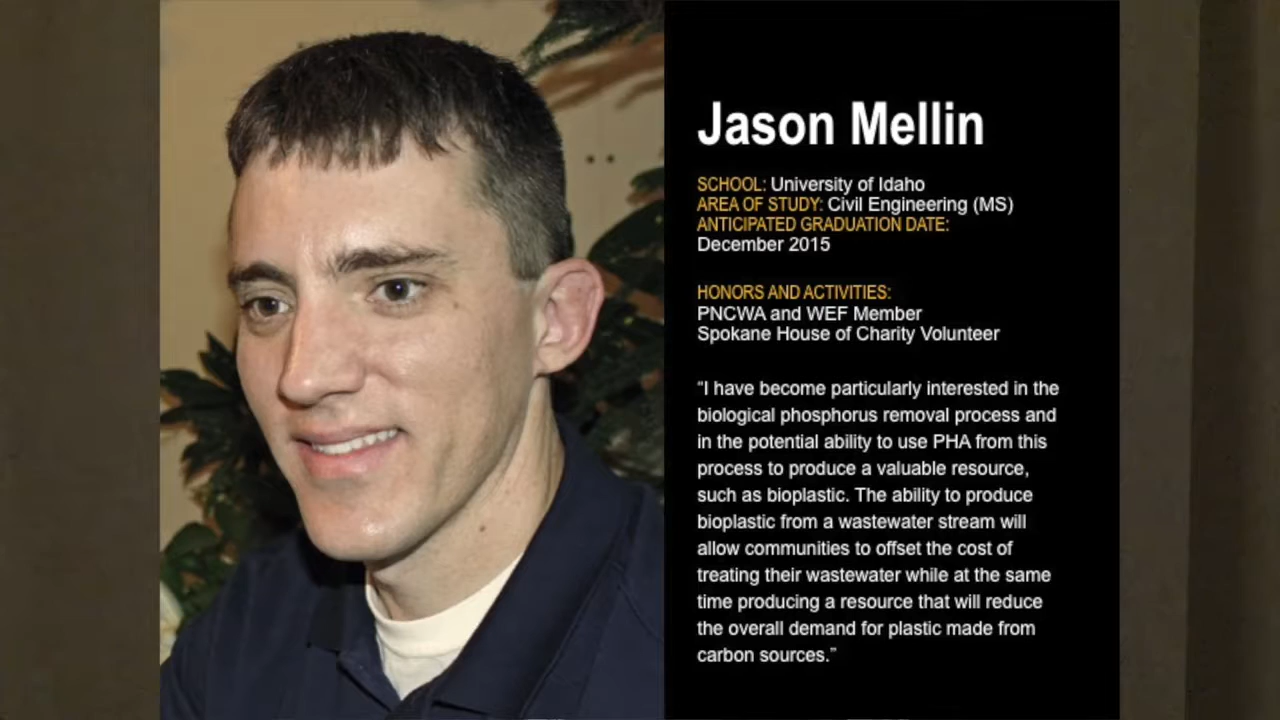 Jason Mellin
SCHOOL: University of Idaho
AREA OF STUDY: Civil Engineering (MS)
ANTICIPATED GRADUATION DATE:
December 2015
HONORS AND ACTIVITIES:
PNCWA and WEF Member
Spokane House of Charity Volunteer
“I have become particularly interested in the
biological phosphorus removal process and
in the potential ability to use PHA from this
process to produce a valuable resource,
such as bioplastic. The ability to produce
bioplastic from a wastewater stream will
allow communities to offset the cost of
treating their wastewater while at the same
time producing a resource that will reduce
the overall demand for plastic made from
carbon sources.”